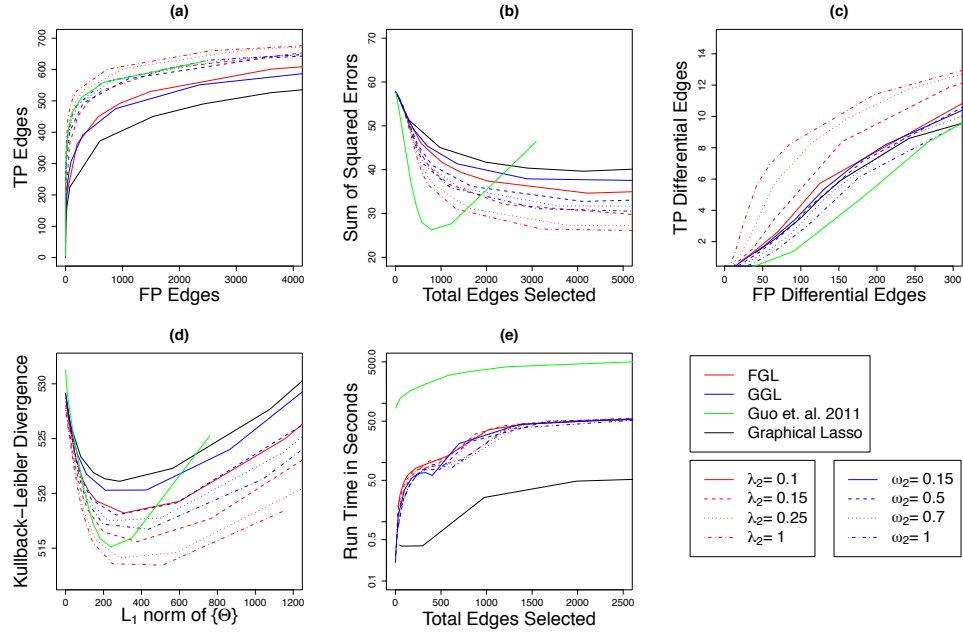 (a)
TP Edges
0 100 200 300 400 500 600 700
0 1000 2000 3000 4000
FP Edges
(b)
Sum of Squared Errors
20 30 40 50 60 70
0 1000 2000 3000 4000 5000
Total Edges Selected
(c)
TP Differential Edges
2 4 6 8 10 12 14
0 50 100 150 200 250 300
FP Differential Edges
(d)
Kullback−Leibler Divergence
515 520 525 530
0 200 400 600 800 1000 1200
L₁ norm of {Θ}
(e)
Run Time in Seconds
0.1 0.5 5.0 50.0 500.0
0 500 1000 1500 2000 2500
Total Edges Selected
FGL
GGL
Guo et. al. 2011
Graphical Lasso
λ₂= 0.1
λ₂= 0.15
λ₂= 0.25
λ₂= 1
ω₂= 0.15
ω₂= 0.5
ω₂= 0.7
ω₂= 1